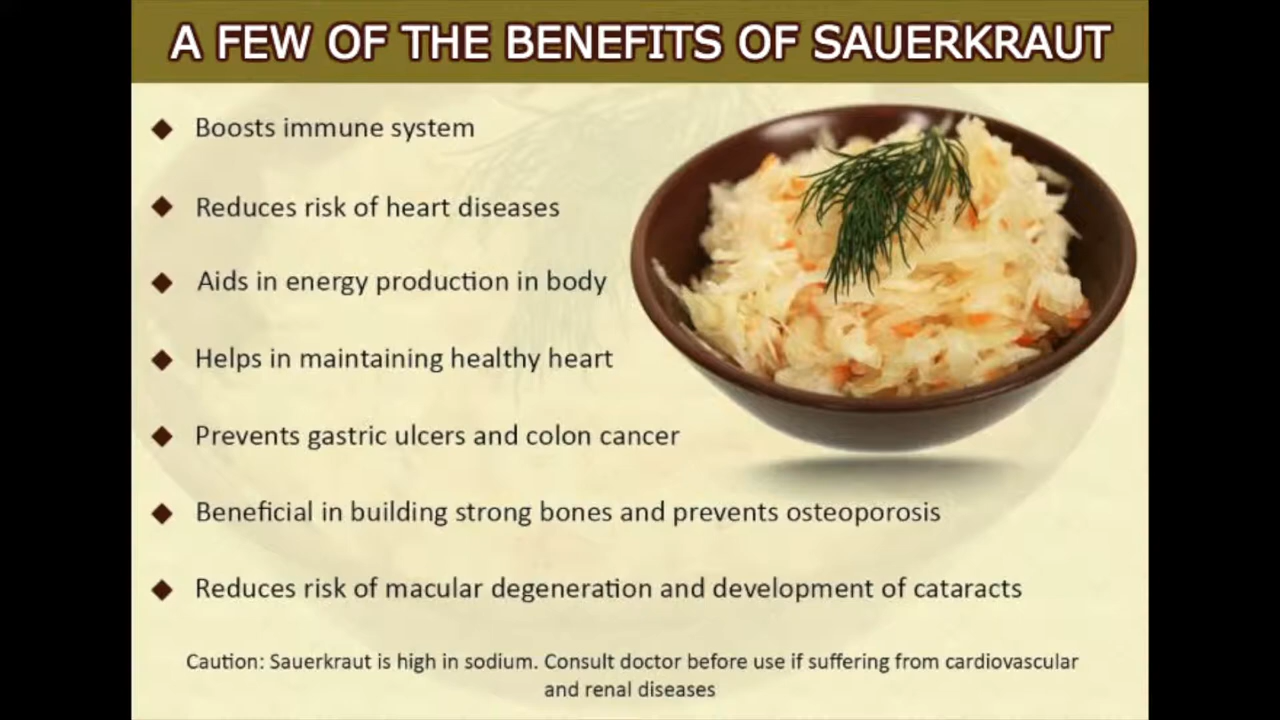 A FEW OF THE BENEFITS OF SAUERKRAUT
Boosts immune system
Reduces risk of heart diseases
Aids in energy production in body
Helps in maintaining healthy heart
Prevents gastric ulcers and colon cancer
Beneficial in building strong bones and prevents osteoporosis
Reduces risk of macular degeneration and development of cataracts
Caution: Sauerkraut is high in sodium. Consult doctor before use if suffering from cardiovascular
and renal diseases